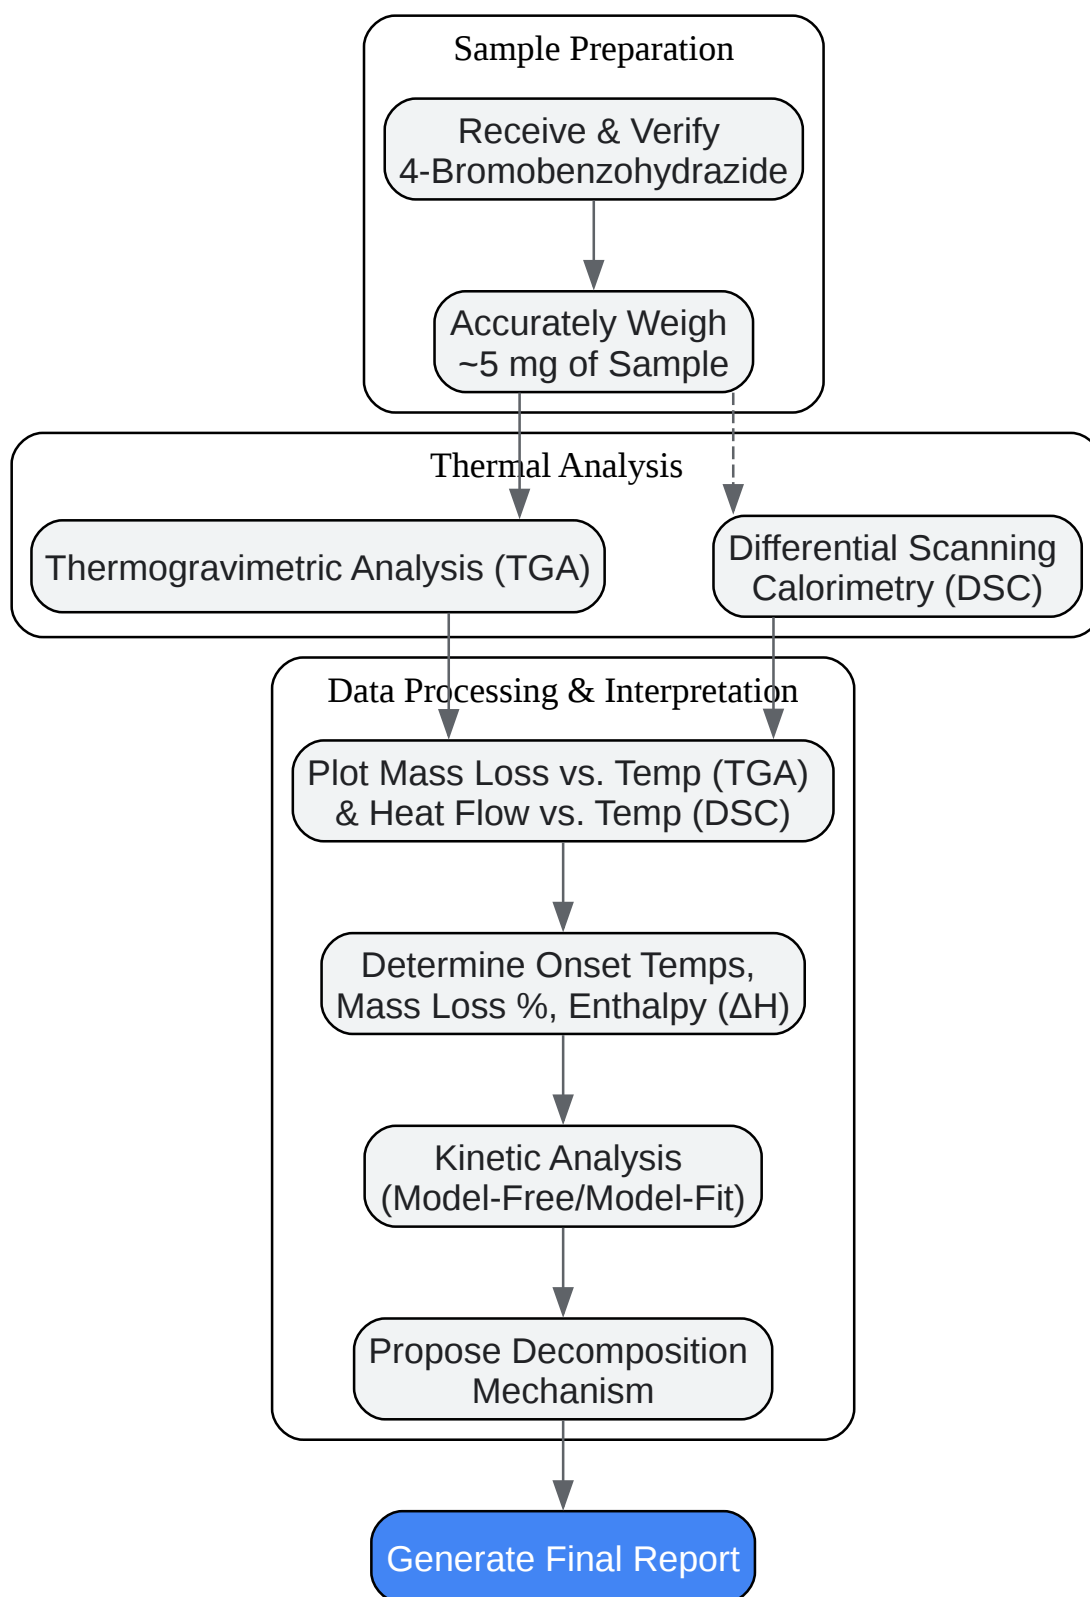 Sample Preparation
Receive & Verify
4-Bromobenzohydrazide
Accurately Weigh
~5 mg of Sample
Thermal Analysis
Thermogravimetric Analysis (TGA)
Differential Scanning
Calorimetry (DSC)
Data Processing & Interpretation
Plot Mass Loss vs. Temp (TGA)
& Heat Flow vs. Temp (DSC)
Determine Onset Temps,
Mass Loss %, Enthalpy (ΔH)
Kinetic Analysis
(Model-Free/Model-Fit)
Propose Decomposition
Mechanism
Generate Final Report